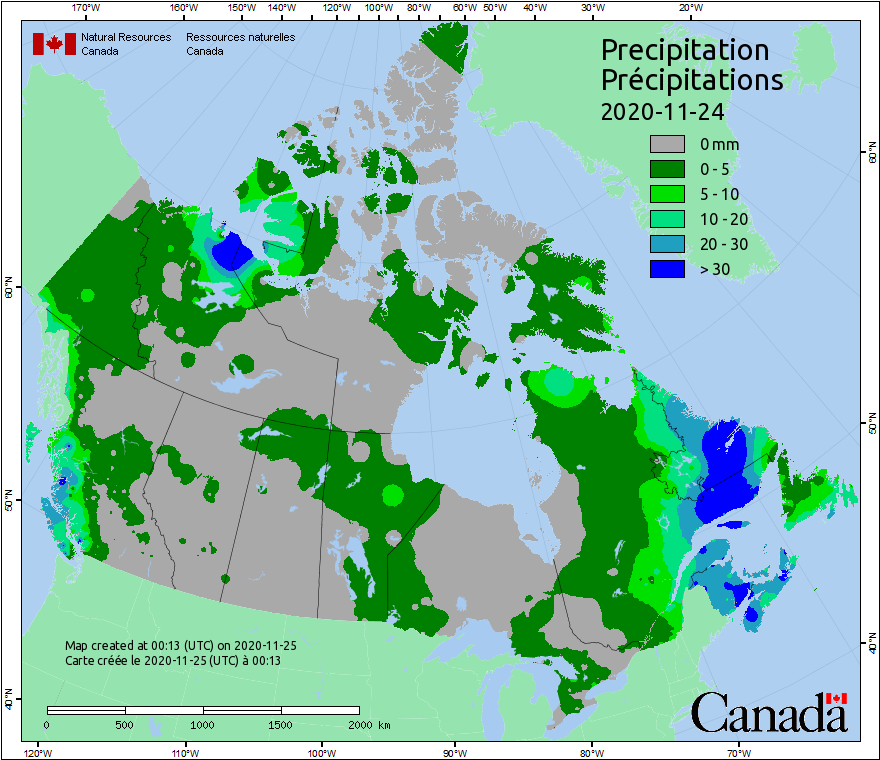 170°W 160°W 150°W 140°W 130°W 120°W 110°W 100°W 90°W 80°W 60°W 50°W 40°W 30°W 20°W
Natural Resources Canada
Ressources naturelles Canada
Precipitation
Précipitations
2020-11-24
0 mm
0 - 5
5 - 10
10 - 20
20 - 30
> 30
60°N
50°N
40°N
60°N
50°N
40°N
Map created at 00:13 (UTC) on 2020-11-25
Carte créée le 2020-11-25 (UTC) à 00:13
0 500 1000 1500 2000 km
Canada
120°W 110°W 100°W 90°W 80°W 70°W